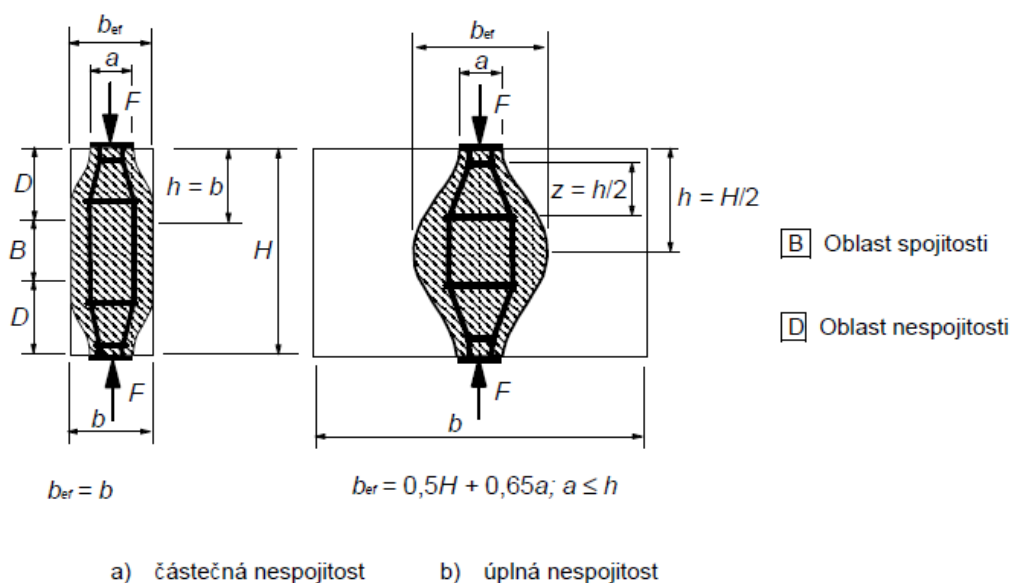 bef
a
F
D
B
D
h = b
H
F
b
bef = b
bef
a
F
z = h/2
h = H/2
F
b
bef = 0,5H + 0,65a; a ≤ h
B Oblast spojitosti
D Oblast nespojitosti
a) částečná nespojitost b) úplná nespojitost